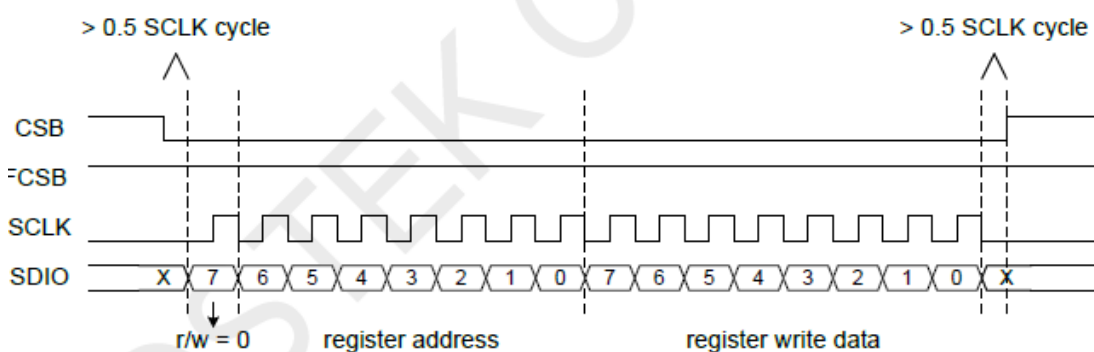 > 0.5 SCLK cycle > 0.5 SCLK cycle
CSB
FCSB
SCLK
SDIO X 7 6 5 4 3 2 1 0 7 6 5 4 3 2 1 0 X
r/w = 0 register address register write data